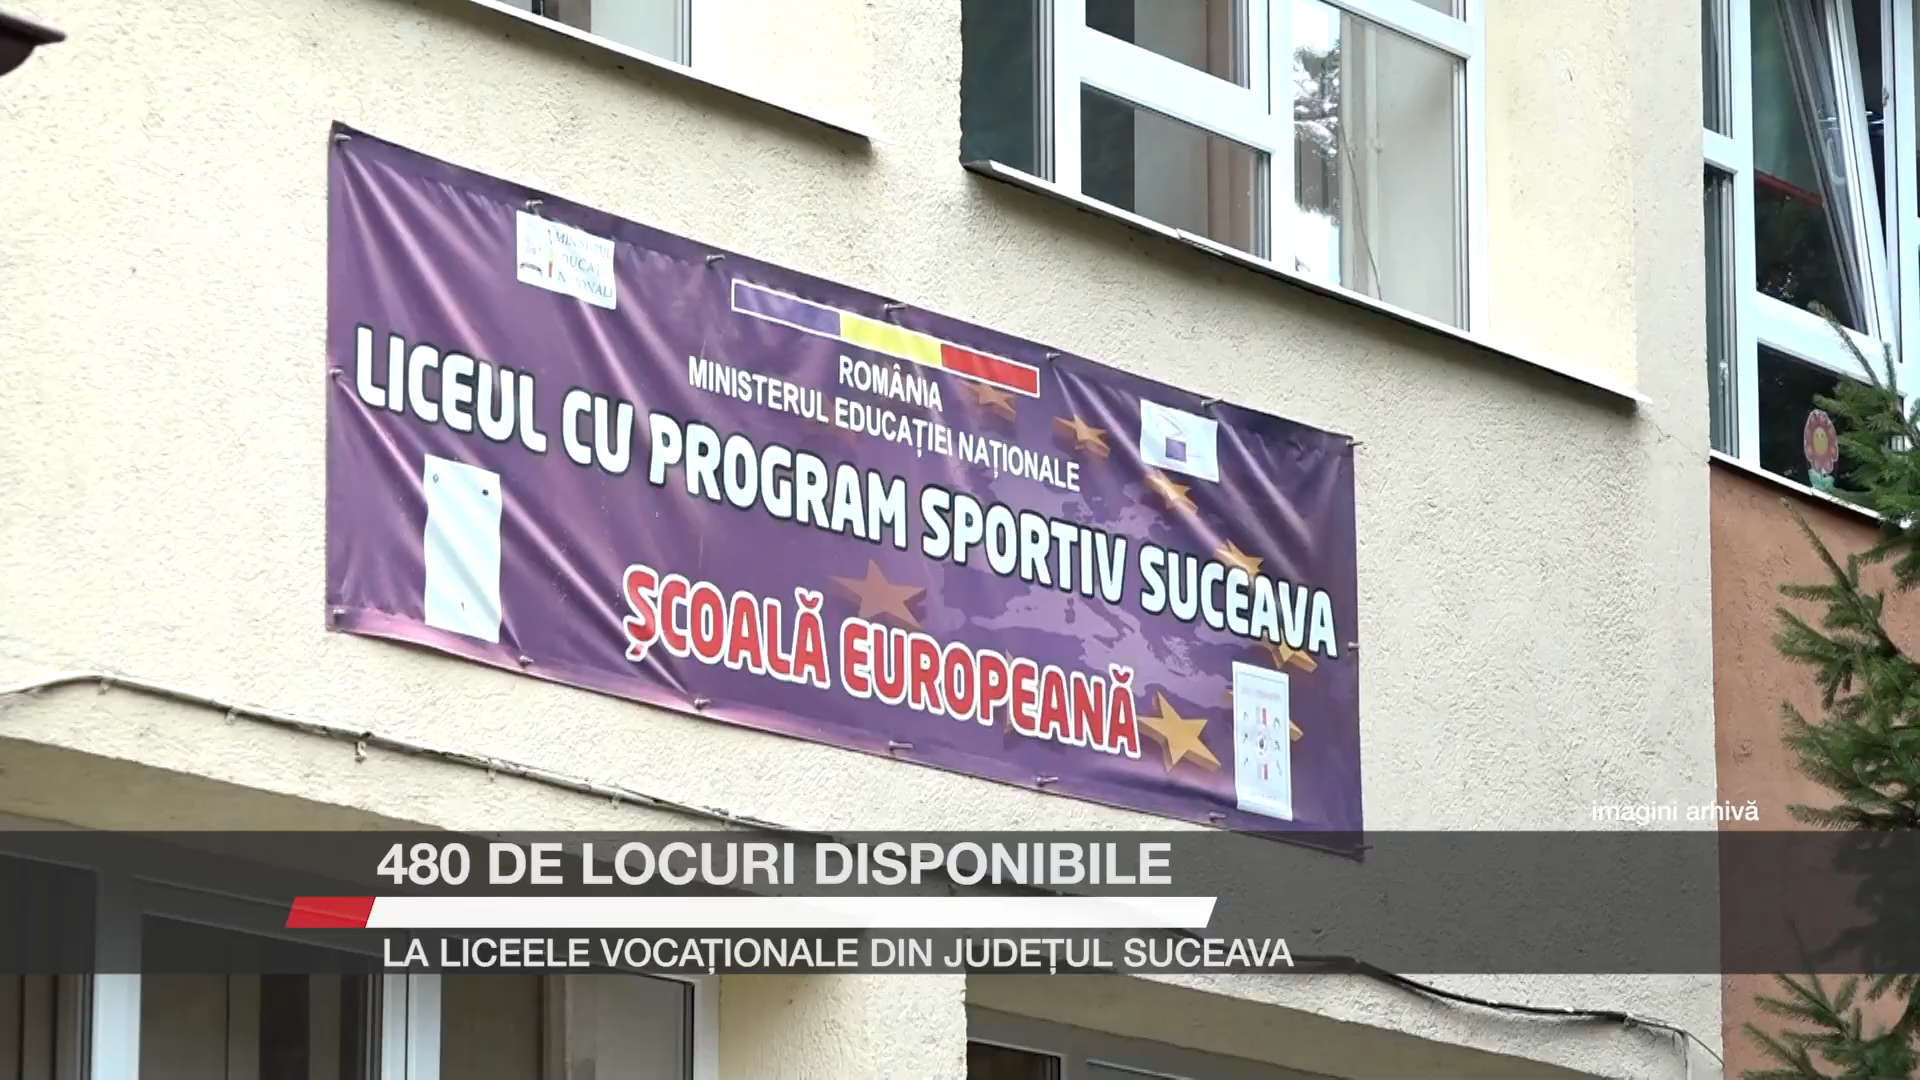 ROMÂNIA
MINISTERUL EDUCAȚIEI NAȚIONALE
LICEUL CU PROGRAM SPORTIV SUCEAVA
ȘCOALĂ EUROPEANĂ
imagini arhivă
480 DE LOCURI DISPONIBILE
LA LICEELE VOCAȚIONALE DIN JUDEȚUL SUCEAVA